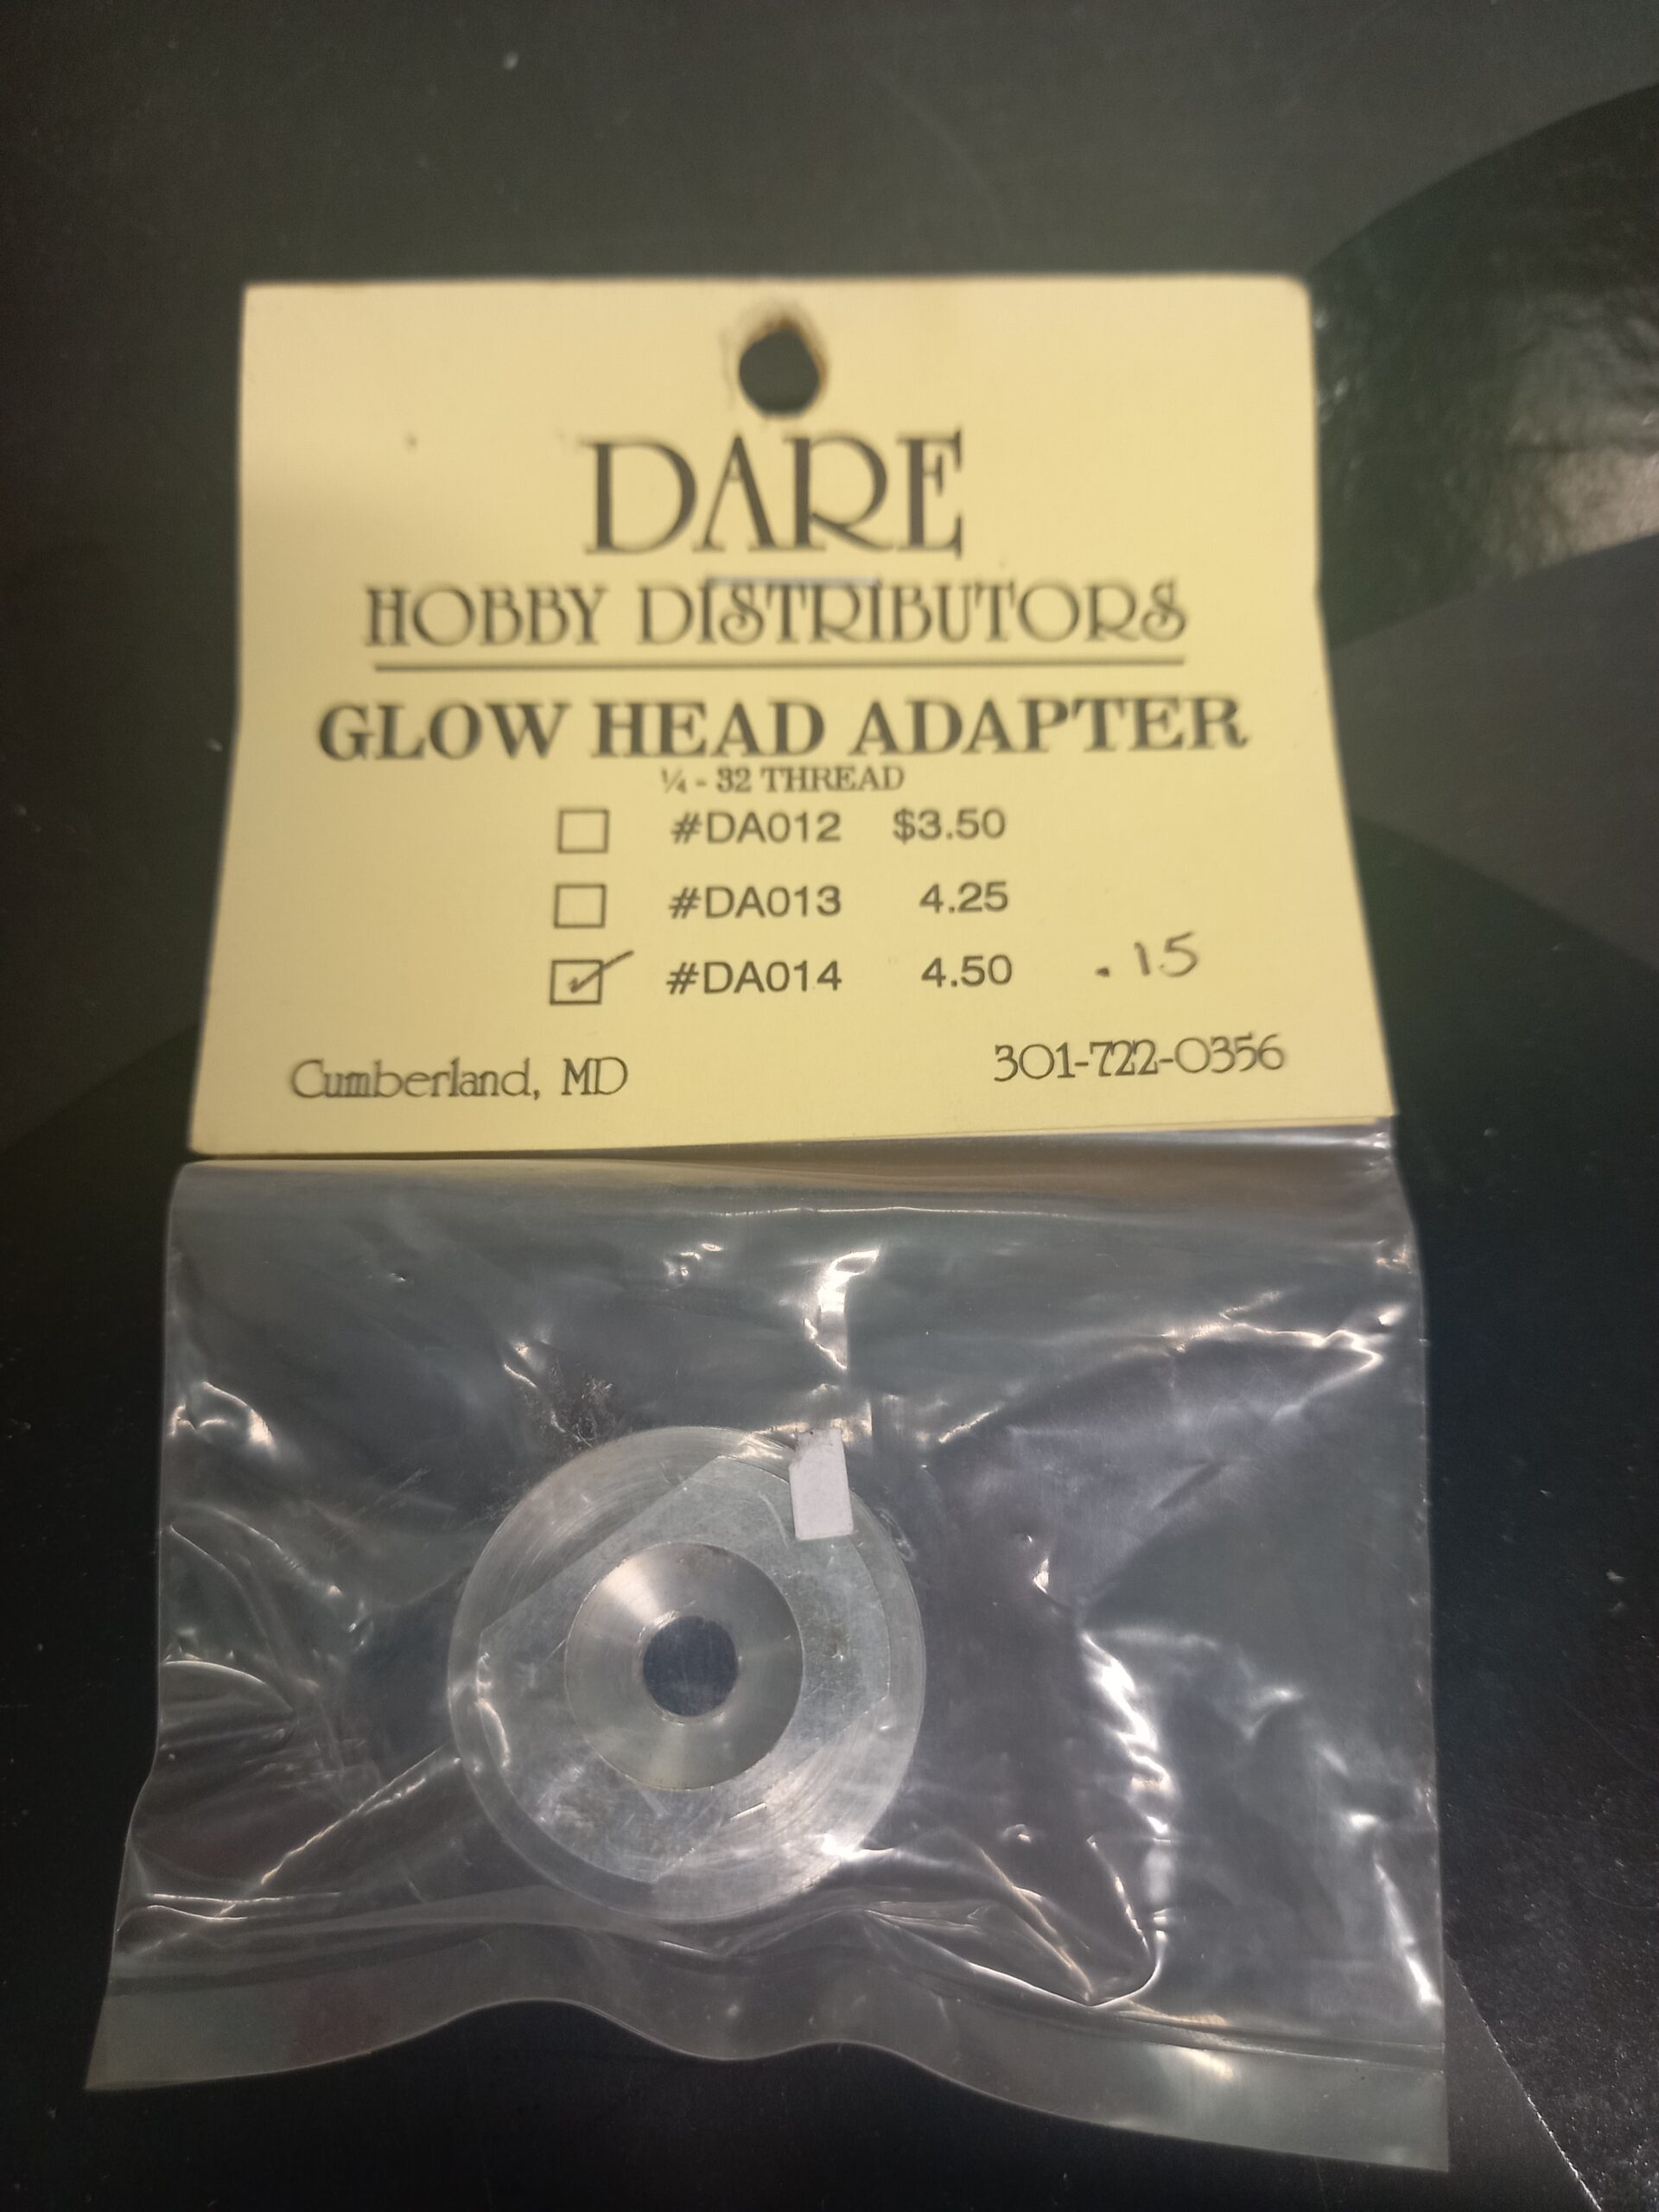 DARE
HOBBY DISTRIBUTORS
GLOW HEAD ADAPTER
¼ - 32 THREAD
#DA012 $3.50
#DA013 4.25
#DA014 4.50 .15
Cumberland, MD 301-722-0356